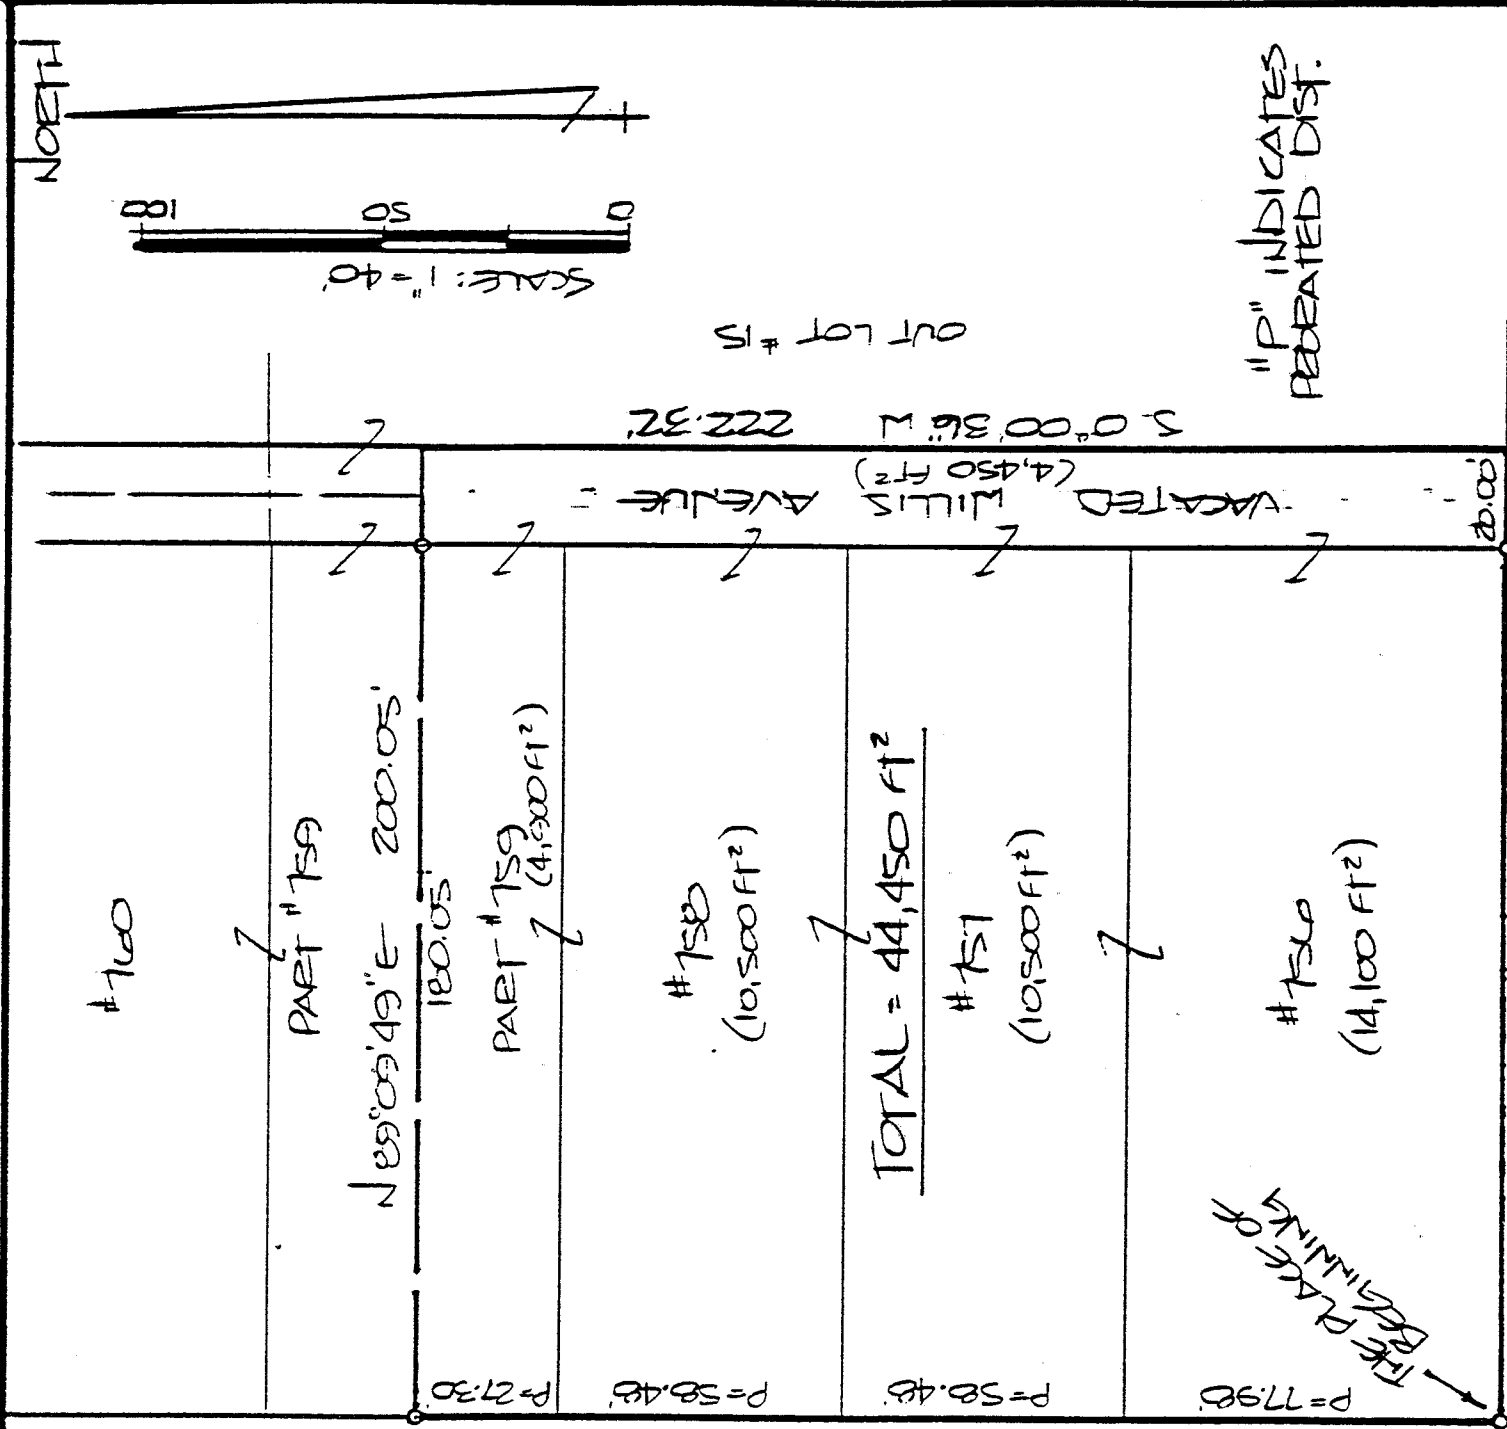 NORTH
100 50 0
SCALE: 1" = 40'
"P" INDICATES
PRORATED DIST.
OUT LOT #15
S 0°00'36" W 222.32'
VACATED WILLIS AVENUE
(4,450 FT²)
20.00'
#760
PART #759
N 89°09'49" E 200.05'
180.05'
PART #759
(4,900 FT²)
#758
(10,500 FT²)
TOTAL = 44,450 FT²
#757
(10,500 FT²)
#756
(14,100 FT²)
THE PLACE OF
BEGINNING
P=27.30'
P=58.48'
P=58.48'
P=77.98'